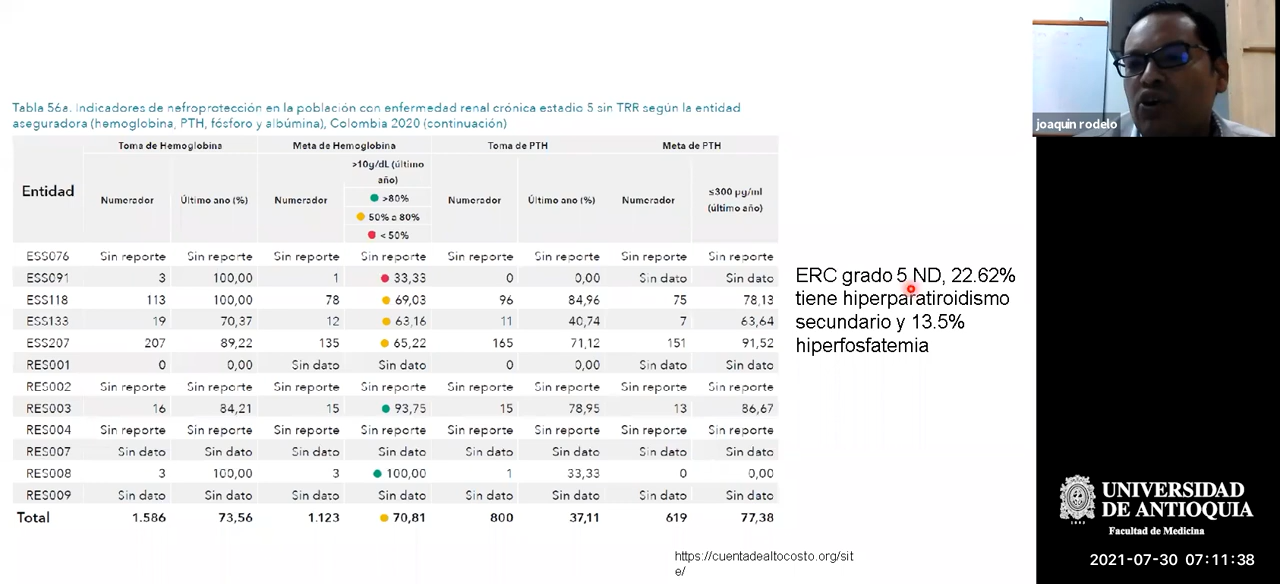 joaquin rodelo
Tabla 56a. Indicadores de nefroprotección en la población con enfermedad renal crónica estadio 5 sin TRR según la entidad
aseguradora (hemoglobina, PTH, fósforo y albúmina), Colombia 2020 (continuación)
Entidad Toma de Hemoglobina Meta de Hemoglobina Toma de PTH Meta de PTH
Numerador Último ano (%) Numerador >10g/dL (último año) Numerador Último ano (%) Numerador ≤300 pg/ml (último año)
>80%
50% a 80%
< 50%
ESS076 Sin reporte Sin reporte Sin reporte Sin reporte Sin reporte Sin reporte Sin reporte Sin reporte
ESS091 3 100,00 1 33,33 0 0,00 Sin dato Sin dato
ESS118 113 100,00 78 69,03 96 84,96 75 78,13
ESS133 19 70,37 12 63,16 11 40,74 7 63,64
ESS207 207 89,22 135 65,22 165 71,12 151 91,52
RES001 0 0,00 Sin dato Sin dato 0 0,00 Sin dato Sin dato
RES002 Sin reporte Sin reporte Sin reporte Sin reporte Sin reporte Sin reporte Sin reporte Sin reporte
RES003 16 84,21 15 93,75 15 78,95 13 86,67
RES004 Sin reporte Sin reporte Sin reporte Sin reporte Sin reporte Sin reporte Sin reporte Sin reporte
RES007 Sin dato Sin dato Sin dato Sin dato Sin dato Sin dato Sin dato Sin dato
RES008 3 100,00 3 100,00 1 33,33 0 0,00
RES009 Sin dato Sin dato Sin dato Sin dato Sin dato Sin dato Sin dato Sin dato
Total 1.586 73,56 1.123 70,81 800 37,11 619 77,38
ERC grado 5 ND, 22.62%
tiene hiperparatiroidismo
secundario y 13.5%
hiperfosfatemia
https://cuentadealtocosto.org/sit
e/
1803
UNIVERSIDAD
DE ANTIOQUIA
Facultad de Medicina
2021-07-30 07:11:38